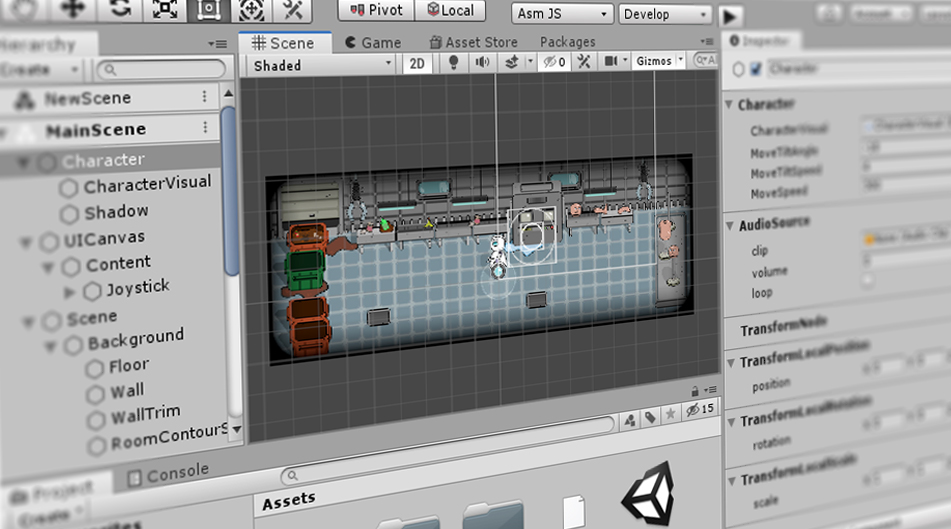 Pivot
Local
Asm JS
Develop
Hierarchy
Create
Scene
Game
Asset Store
Packages
Inspector
Shaded
2D
0
Gizmos
A
NewScene
MainScene
Character
CharacterVisual
Shadow
UICanvas
Content
Joystick
Scene
Background
Floor
Wall
WallTrim
RoomContourS
Character
Character
CharacterVisual
MoveTiltAngle
MoveTiltSpeed
MoveSpeed
AudioSource
clip
volume
loop
TransformNode
TransformLocalPosition
position
TransformLocalRotation
rotation
TransformLocalScale
scale
15
Project
Console
Create
Assets